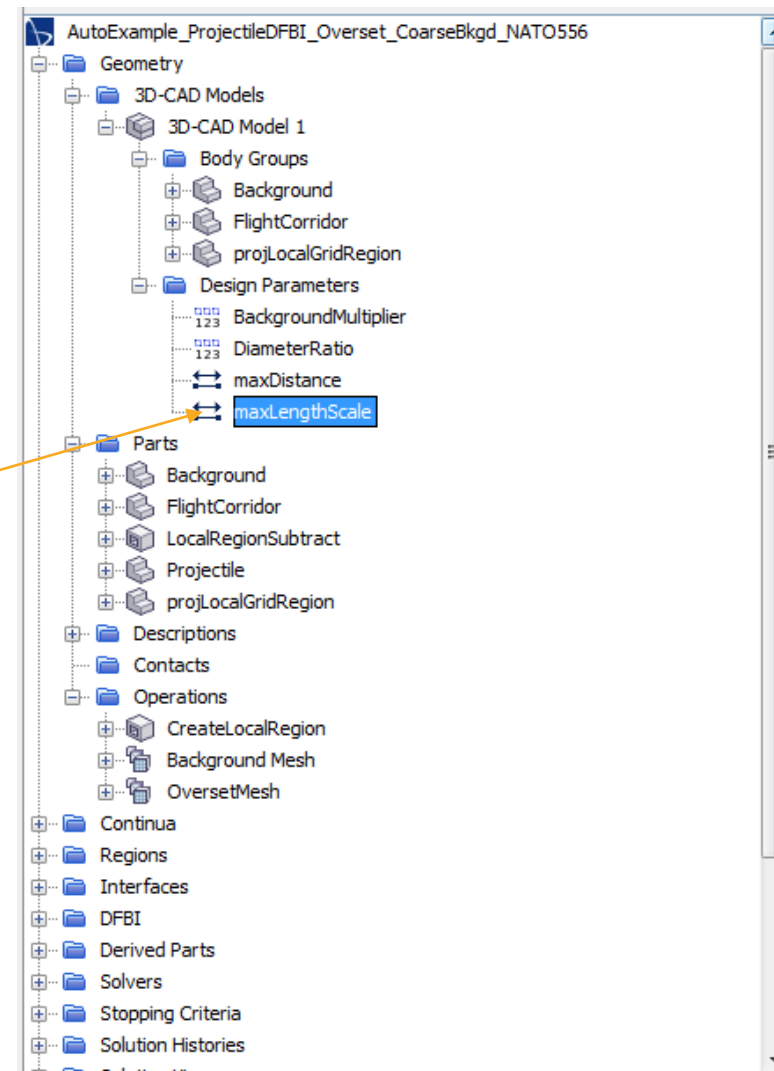 AutoExample_ProjectileDFBI_Overset_CoarseBkgd_NATO556
Geometry
3D-CAD Models
3D-CAD Model 1
Body Groups
Background
FlightCorridor
projLocalGridRegion
Design Parameters
123 BackgroundMultiplier
123 DiameterRatio
maxDistance
maxLengthScale
Parts
Background
FlightCorridor
LocalRegionSubtract
Projectile
projLocalGridRegion
Descriptions
Contacts
Operations
CreateLocalRegion
Background Mesh
OversetMesh
Continua
Regions
Interfaces
DFBI
Derived Parts
Solvers
Stopping Criteria
Solution Histories